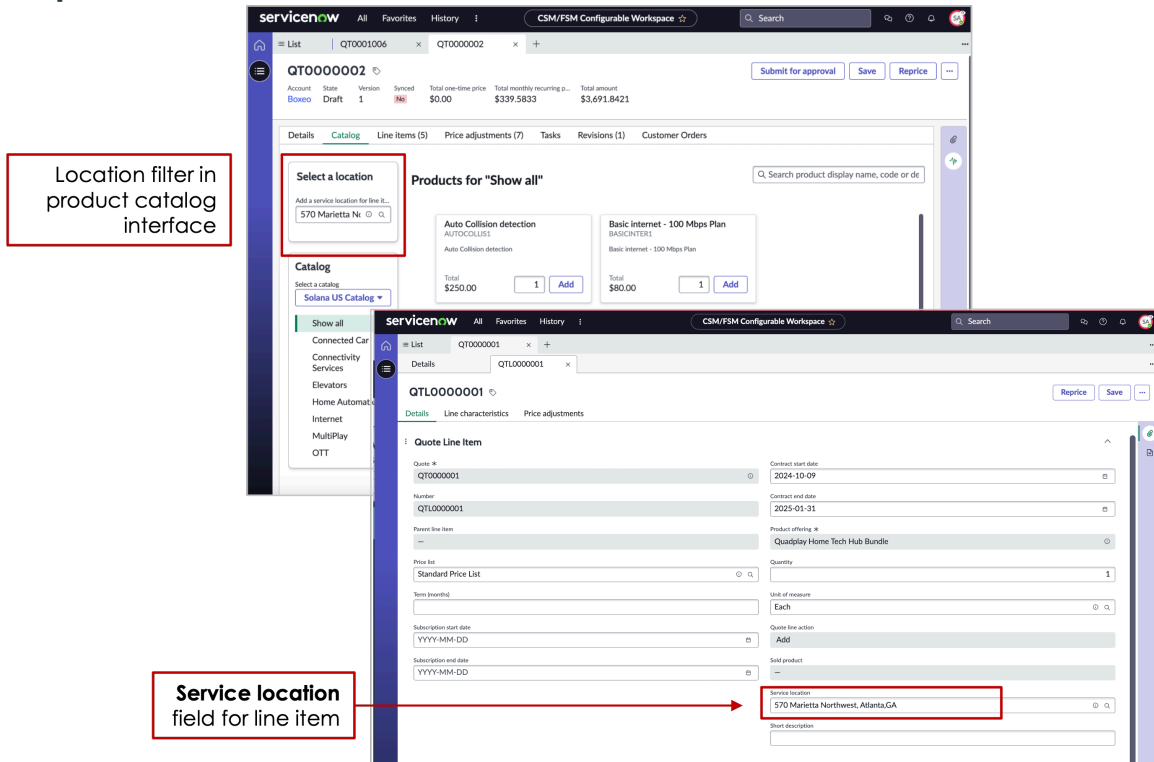 servicenow All Favorites History CSM/FSM Configurable Workspace Search SA
List QT0001006 × QT0000002 × +
QT0000002
Submit for approval Save Reprice
Account State Version Synced Total one-time price Total monthly recurring p... Total amount
Boxeo Draft 1 No $0.00 $339.5833 $3,691.8421
Details Catalog Line items (5) Price adjustments (7) Tasks Revisions (1) Customer Orders
Location filter in
product catalog
interface
Select a location
Add a service location for line it...
570 Marietta No
Products for "Show all"
Search product display name, code or de
Auto Collision detection
AUTOCOLLIS1
Auto Collision detection
Total
$250.00 1 Add
Basic internet - 100 Mbps Plan
BASICINTER1
Basic internet - 100 Mbps Plan
Total
$80.00 1 Add
Catalog
Select a catalog
Solana US Catalog
Show all
Connected Car
Connectivity
Services
Elevators
Home Automat
Internet
MultiPlay
OTT
servicenow All Favorites History CSM/FSM Configurable Workspace Search SA
List QT0000001 × +
Details QTL0000001 ×
QTL0000001
Reprice Save
Details Line characteristics Price adjustments
Quote Line Item
Quote *
QT0000001
Number
QTL0000001
Parent line item
—
Price list
Standard Price List
Term (months)
Subscription start date
YYYY-MM-DD
Subscription end date
YYYY-MM-DD
Contract start date
2024-10-09
Contract end date
2025-01-31
Product offering *
Quadplay Home Tech Hub Bundle
Quantity
1
Unit of measure
Each
Quote line action
Add
Sold product
—
Service location
570 Marietta Northwest, Atlanta,GA
Short description
Service location
field for line item